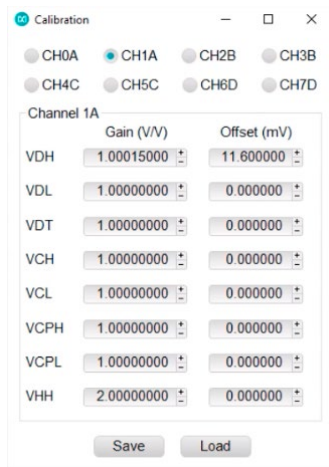 Calibration
CH0A CH1A CH2B CH3B
CH4C CH5C CH6D CH7D
Channel 1A
Gain (V/V) Offset (mV)
VDH 1.00015000 11.600000
VDL 1.00000000 0.000000
VDT 1.00000000 0.000000
VCH 1.00000000 0.000000
VCL 1.00000000 0.000000
VCPH 1.00000000 0.000000
VCPL 1.00000000 0.000000
VHH 2.00000000 0.000000
Save Load